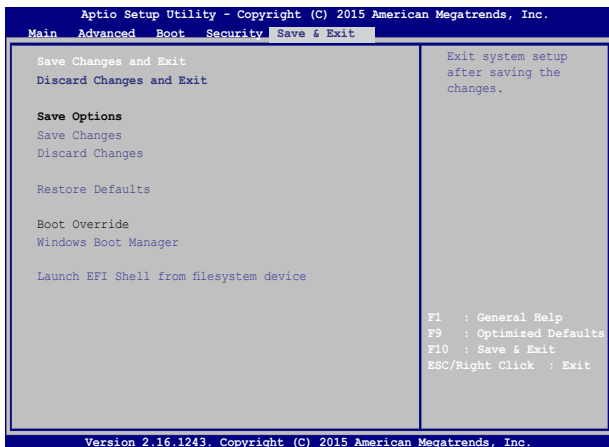 Aptio Setup Utility - Copyright (C) 2015 American Megatrends, Inc.
Main Advanced Boot Security Save & Exit
Save Changes and Exit
Discard Changes and Exit
Save Options
Save Changes
Discard Changes
Restore Defaults
Boot Override
Windows Boot Manager
Launch EFI Shell from filesystem device
Exit system setup
after saving the
changes.
F1 : General Help
F9 : Optimized Defaults
F10 : Save & Exit
ESC/Right Click : Exit
Version 2.16.1243. Copyright (C) 2015 American Megatrends, Inc.